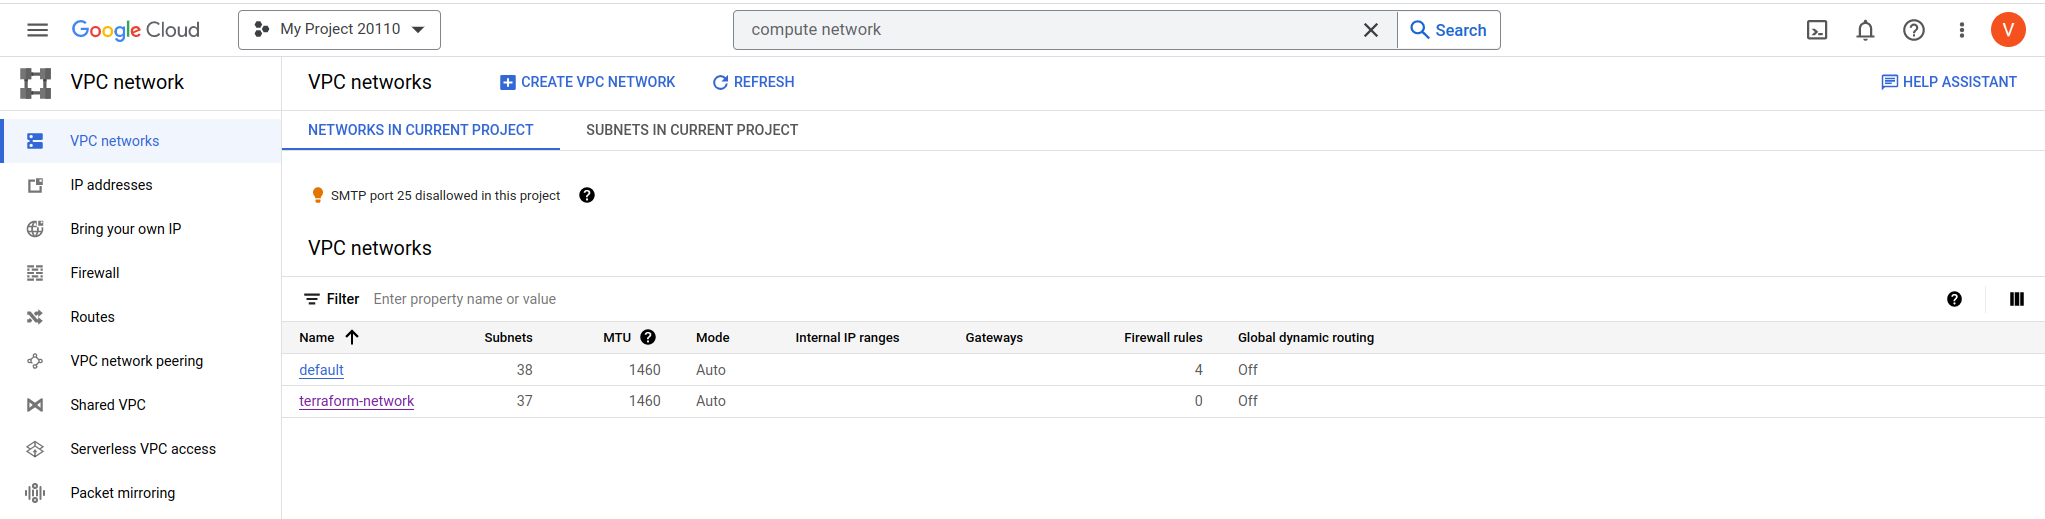 Google Cloud
My Project 20110
compute network
Search
V
VPC network
VPC networks
CREATE VPC NETWORK
REFRESH
HELP ASSISTANT
VPC networks
IP addresses
Bring your own IP
Firewall
Routes
VPC network peering
Shared VPC
Serverless VPC access
Packet mirroring
NETWORKS IN CURRENT PROJECT
SUBNETS IN CURRENT PROJECT
SMTP port 25 disallowed in this project
VPC networks
Filter Enter property name or value
Name Subnets MTU Mode Internal IP ranges Gateways Firewall rules Global dynamic routing
default 38 1460 Auto 4 Off
terraform-network 37 1460 Auto 0 Off